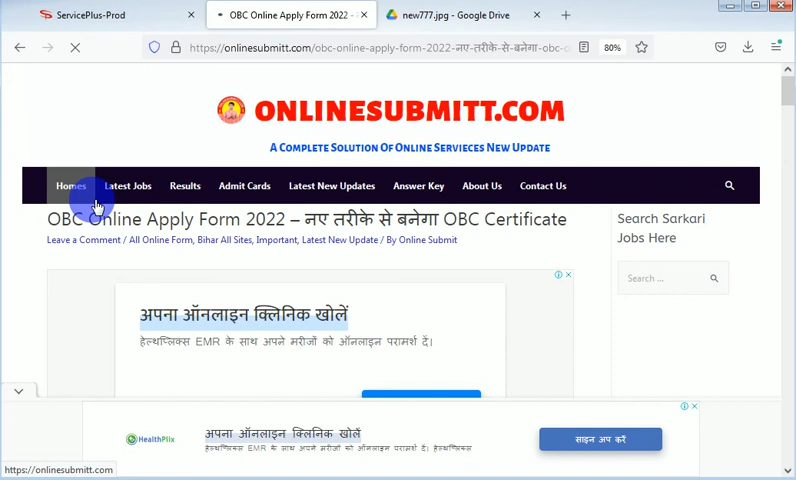 ServicePlus-Prod
OBC Online Apply Form 2022 –
new777.jpg - Google Drive
https://onlinesubmitt.com/obc-online-apply-form-2022-नए-तरीके-से-बनेगा-obc-c
80%
ONLINESUBMITT.COM
A Complete Solution Of Online Servieces New Update
Homes
Latest Jobs
Results
Admit Cards
Latest New Updates
Answer Key
About Us
Contact Us
OBC Online Apply Form 2022 – नए तरीके से बनेगा OBC Certificate
Leave a Comment / All Online Form, Bihar All Sites, Important, Latest New Update / By Online Submit
Search Sarkari
Jobs Here
Search ...
अपना ऑनलाइन क्लिनिक खोलें
हेल्थप्लिक्स EMR के साथ अपने मरीजों को ऑनलाइन परामर्श दें।
HealthPlix
अपना ऑनलाइन क्लिनिक खोलें
हेल्थप्लिक्स EMR के साथ अपने मरीजों को ऑनलाइन परामर्श
साइन अप करें
https://onlinesubmitt.com